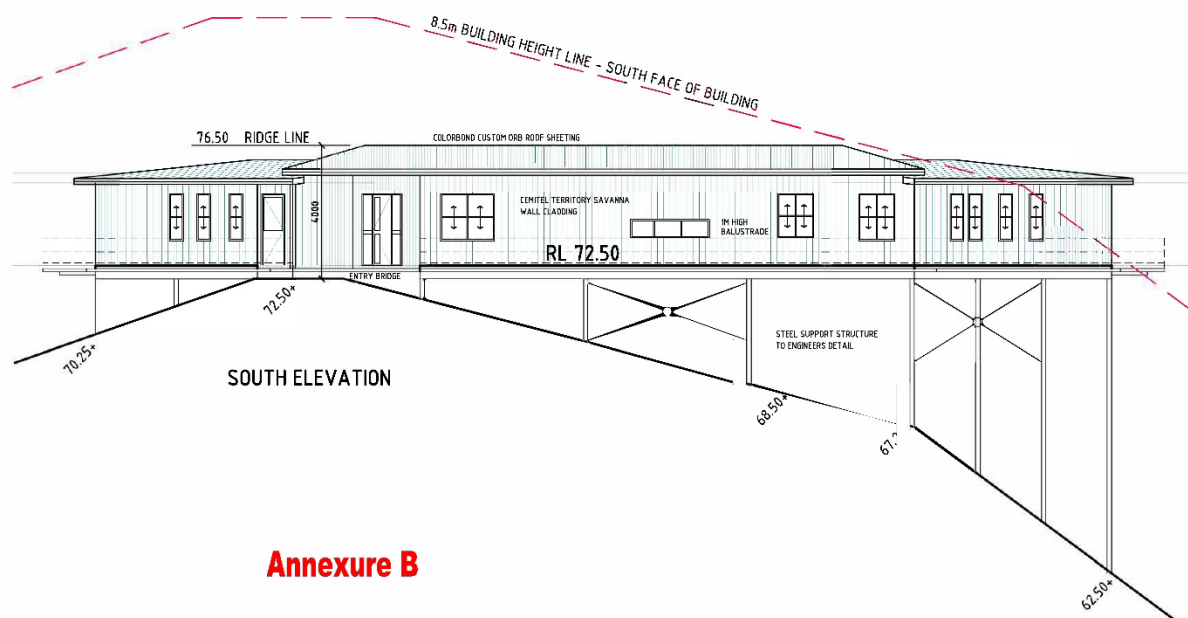 8.5m BUILDING HEIGHT LINE - SOUTH FACE OF BUILDING
76.50 RIDGE LINE
COLORBOND CUSTOM ORB ROOF SHEETING
4000
CEMITEL TERRITORY SAVANNA
WALL CLADDING
1M HIGH
BALUSTRADE
RL 72.50
ENTRY BRIDGE
72.50+
70.25+
STEEL SUPPORT STRUCTURE
TO ENGINEERS DETAIL
SOUTH ELEVATION
68.50+
62.50+
Annexure B